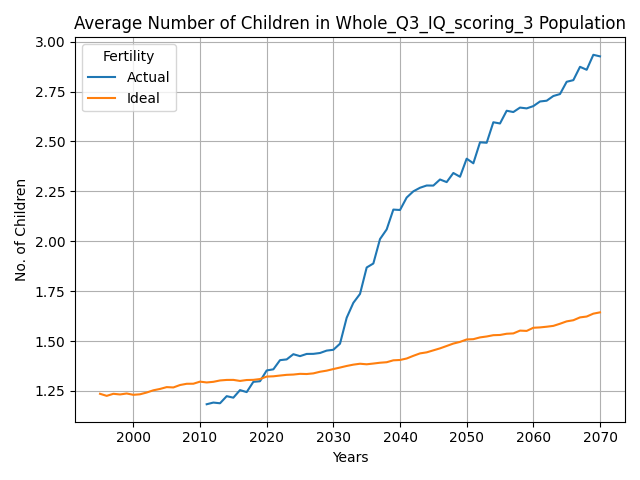 Average Number of Children in Whole_Q3_IQ_scoring_3 Population
Fertility
Actual
Ideal
No. of Children
3.00
2.75
2.50
2.25
2.00
1.75
1.50
1.25
2000 2010 2020 2030 2040 2050 2060 2070
Years